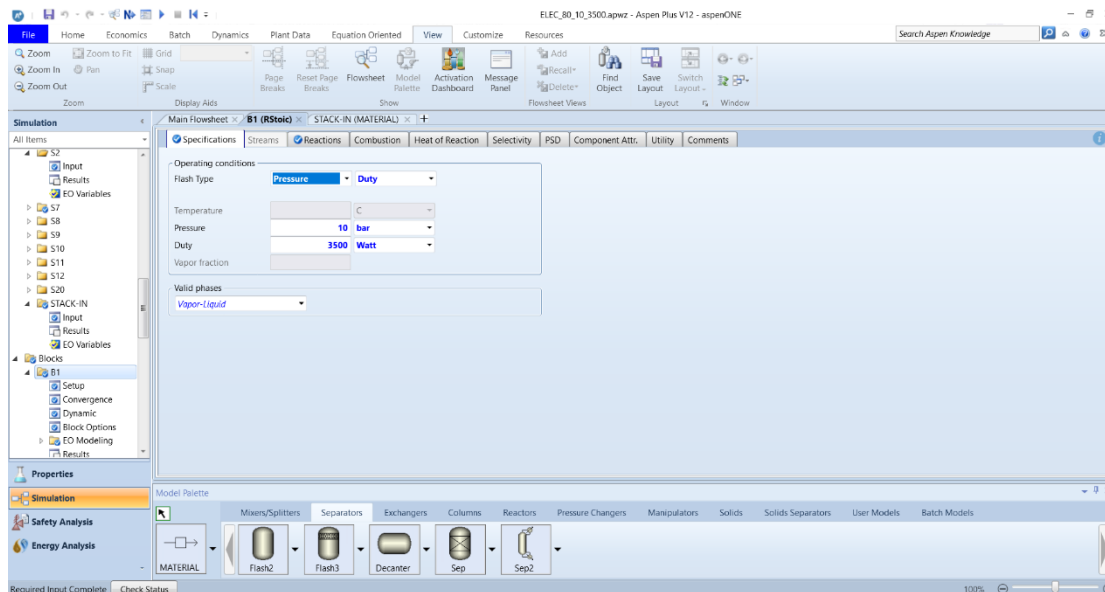 ELEC_80_10_3500.apwz - Aspen Plus V12 - aspenONE
File Home Economics Batch Dynamics Plant Data Equation Oriented View Customize Resources Search Aspen Knowledge
Zoom Zoom to Fit Grid
Zoom In Pan Snap
Zoom Out Scale
Page Breaks Reset Page Breaks Flowsheet Model Palette Activation Dashboard Message Panel
Add
Recall
Delete
Find Object Save Layout Switch Layout
Zoom Display Aids Show Flowsheet Views Layout Window
Simulation
All Items
S2
Input
Results
EO Variables
S7
S8
S9
S10
S11
S12
S20
STACK-IN
Input
Results
EO Variables
Blocks
B1
Setup
Convergence
Dynamic
Block Options
EO Modeling
Results
Properties
Simulation
Safety Analysis
Energy Analysis
Main Flowsheet B1 (RStoic) STACK-IN (MATERIAL)
Specifications Streams Reactions Combustion Heat of Reaction Selectivity PSD Component Attr. Utility Comments
Operating conditions
Flash Type Pressure Duty
Temperature C
Pressure 10 bar
Duty 3500 Watt
Vapor fraction
Valid phases
Vapor-Liquid
Model Palette
Mixers/Splitters Separators Exchangers Columns Reactors Pressure Changers Manipulators Solids Solids Separators User Models Batch Models
MATERIAL Flash2 Flash3 Decanter Sep Sep2
Required Input Complete Check Status 100%